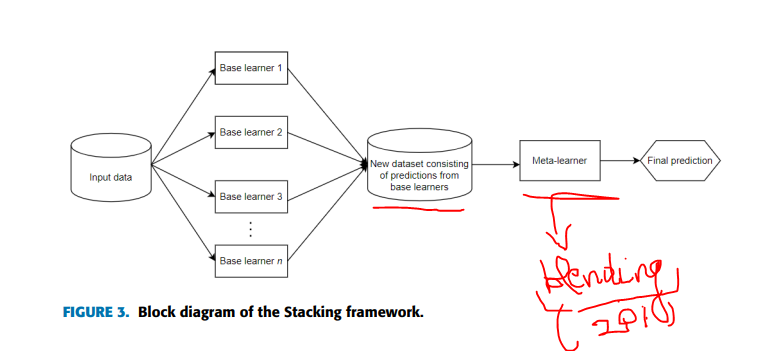 Base learner 1
Base learner 2
Input data
New dataset consisting
of predictions from
base learners
Meta-learner
Final prediction
Base learner 3
Base learner n
blending
FIGURE 3. Block diagram of the Stacking framework.